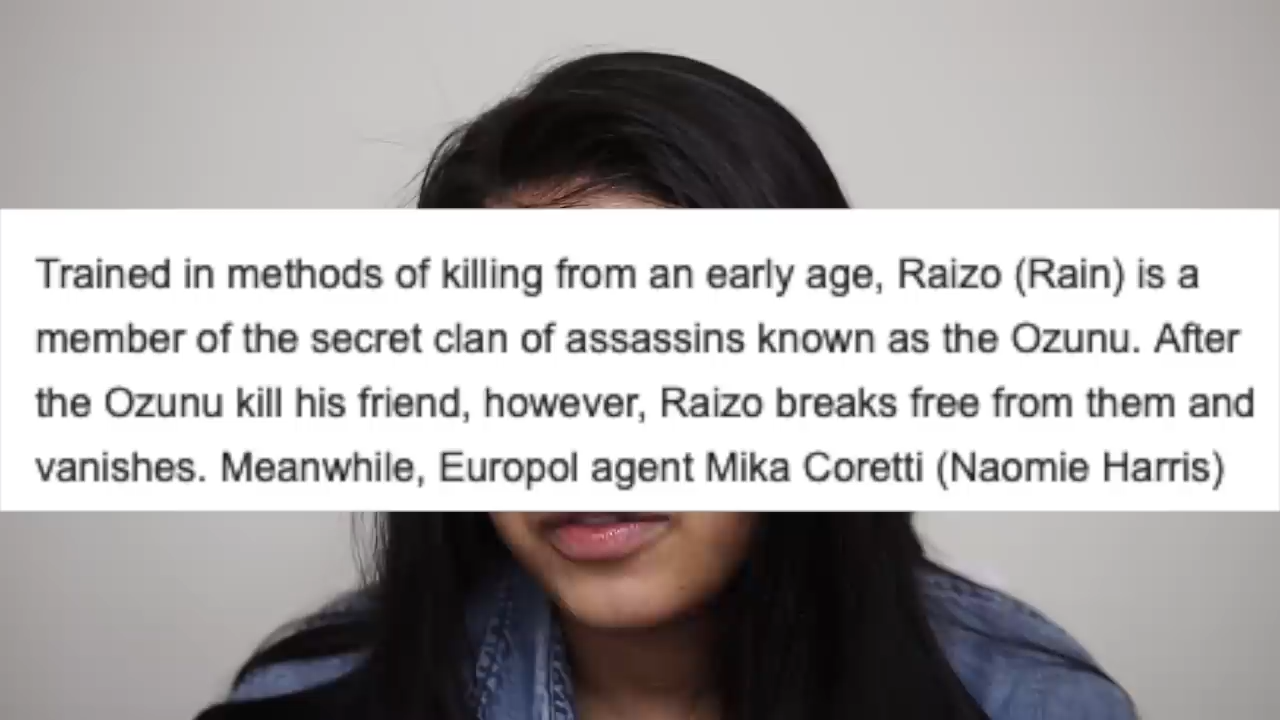 Trained in methods of killing from an early age, Raizo (Rain) is a
member of the secret clan of assassins known as the Ozunu. After
the Ozunu kill his friend, however, Raizo breaks free from them and
vanishes. Meanwhile, Europol agent Mika Coretti (Naomie Harris)